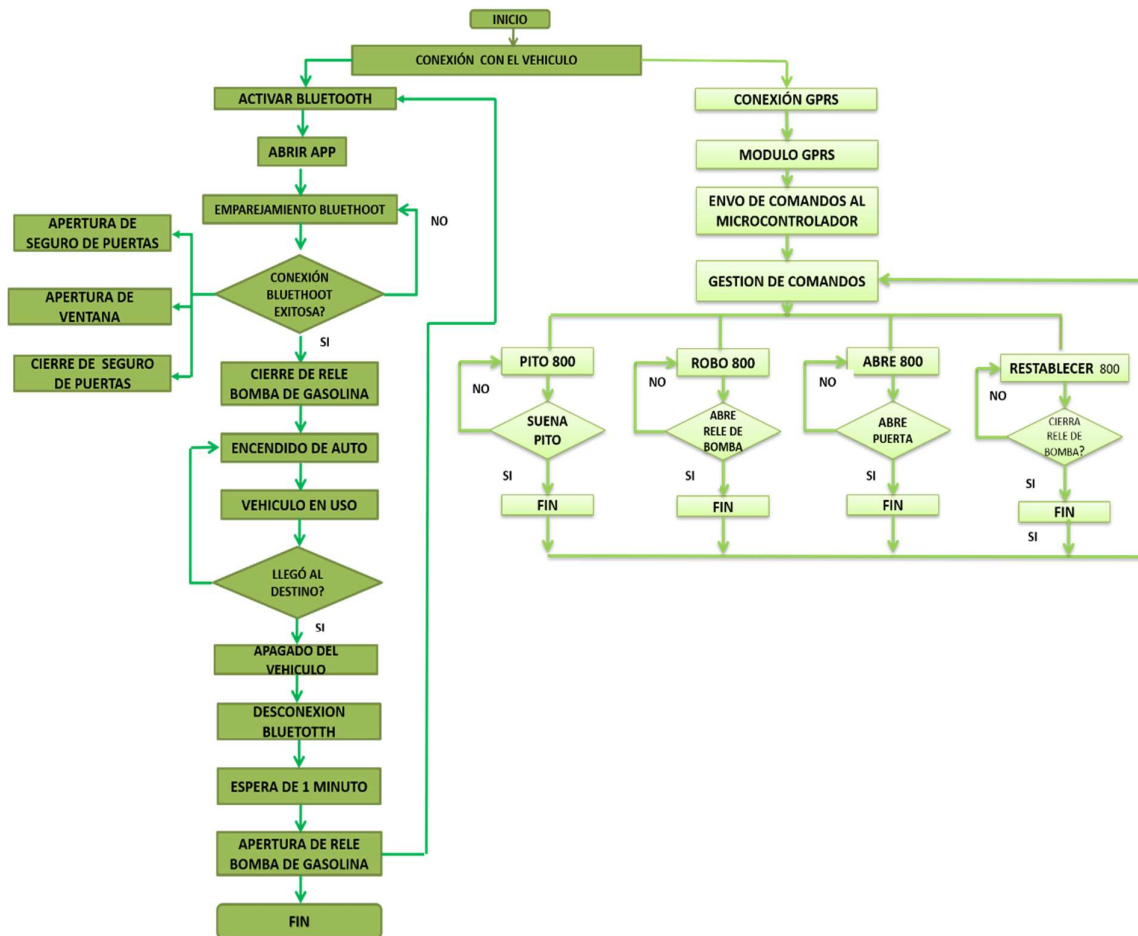 INICIO
CONEXIÓN CON EL VEHICULO
ACTIVAR BLUETOOTH
ABRIR APP
EMPAREJAMIENTO BLUETHOOT
NO
APERTURA DE
SEGURO DE PUERTAS
APERTURA DE
VENTANA
CIERRE DE SEGURO
DE PUERTAS
CONEXIÓN
BLUETHOOT
EXITOSA?
SI
CIERRE DE RELE
BOMBA DE GASOLINA
ENCENDIDO DE AUTO
VEHICULO EN USO
LLEGÓ AL
DESTINO?
SI
APAGADO DEL
VEHICULO
DESCONEXION
BLUETOTTH
ESPERA DE 1 MINUTO
APERTURA DE RELE
BOMBA DE GASOLINA
FIN
CONEXIÓN GPRS
MODULO GPRS
ENVO DE COMANDOS AL
MICROCONTROLADOR
GESTION DE COMANDOS
PITO 800
NO
SUENA
PITO
SI
FIN
ROBO 800
NO
ABRE
RELE DE
BOMBA
SI
FIN
ABRE 800
NO
ABRE
PUERTA
SI
FIN
RESTABLECER 800
NO
CIERRA
RELE DE
BOMBA?
SI
FIN
SI